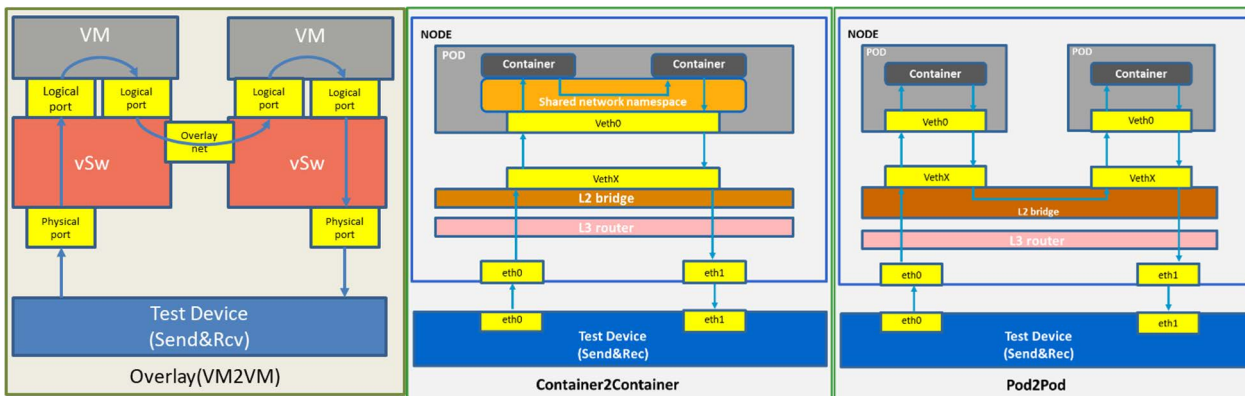 VM
VM
Logical
port
Logical
port
Logical
port
Logical
port
Overlay
net
vSw
vSw
Physical
port
Physical
port
Test Device
(Send&Rcv)
Overlay(VM2VM)
NODE
POD
Container
Container
Shared network namespace
Veth0
VethX
L2 bridge
L3 router
eth0
eth1
eth0
eth1
Test Device
(Send&Rec)
Container2Container
NODE
POD
POD
Container
Container
Veth0
Veth0
VethX
VethX
L2 bridge
L3 router
eth0
eth1
eth0
eth1
Test Device
(Send&Rec)
Pod2Pod